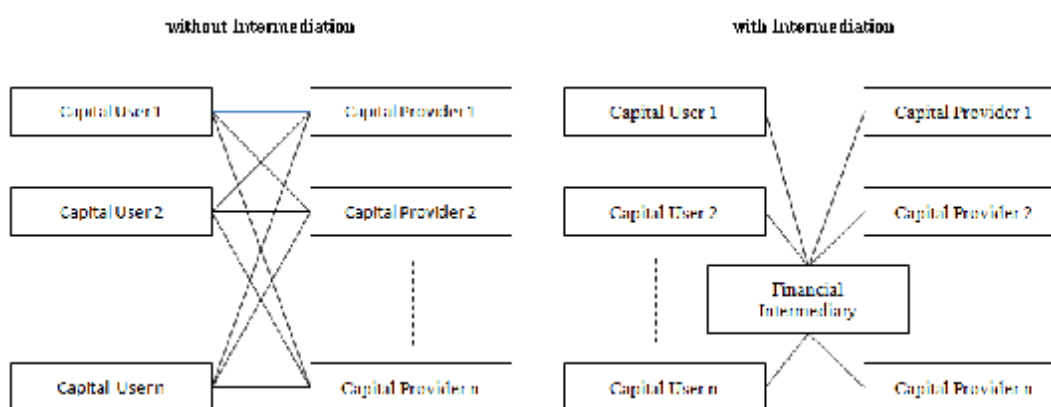 without Intermediation
with Intermediation
Capital User 1
Capital Provider 1
Capital User 1
Capital Provider 1
Capital User 2
Capital Provider 2
Capital User 2
Capital Provider 2
Financial
Intermediary
Capital User n
Capital Provider n
Capital User n
Capital Provider n